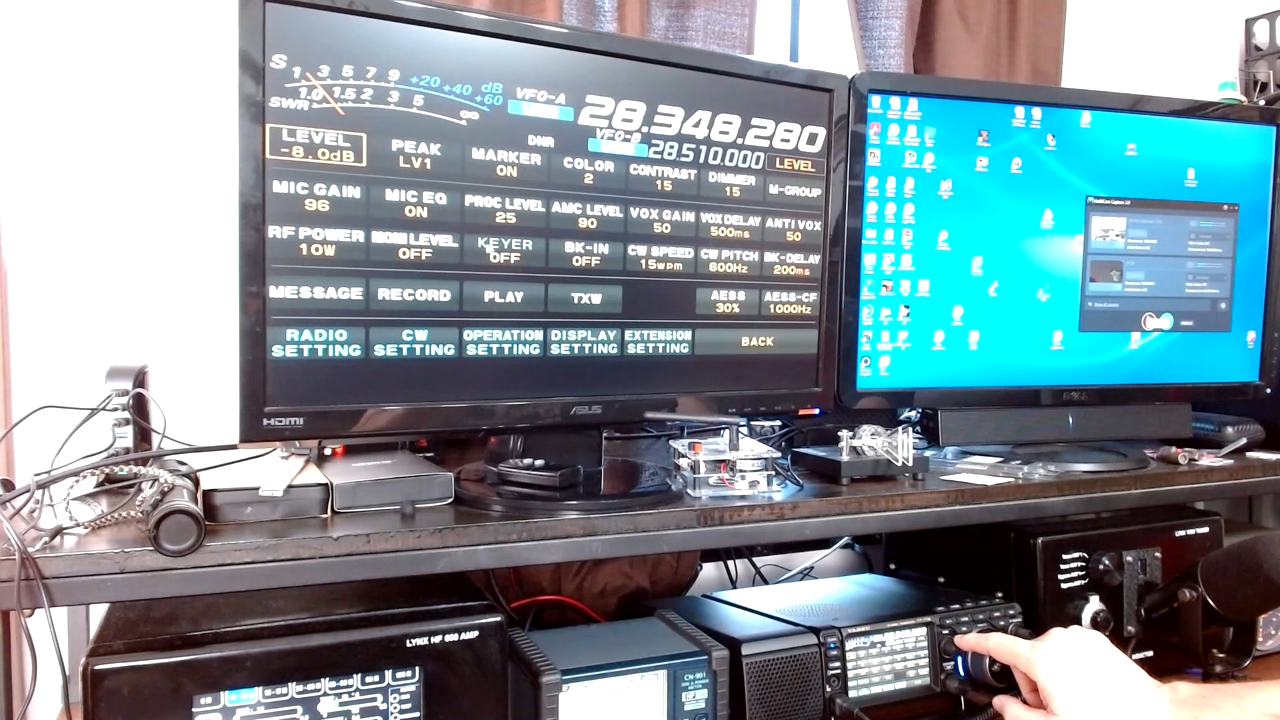 S 1 3 5 7 9 +20 +40 +60 dB
1.0 1.5 2 3 5 ∞
SWR
VFO-A 28.348.280
VFO-B 28.510.000
DNR
LEVEL
LEVEL PEAK MARKER COLOR CONTRAST DIMMER M-GROUP
-8.0dB LV1 ON 2 15 15
MIC GAIN MIC EQ PROC LEVEL AMC LEVEL VOX GAIN VOX DELAY ANTI VOX
96 ON 25 90 50 500ms 50
RF POWER MONI LEVEL KEYER BK-IN CW SPEED CW PITCH BK-DELAY
10W OFF OFF OFF 15wpm 600Hz 200ms
MESSAGE RECORD PLAY TXW AESS AESS-CF
30% 1000Hz
RADIO SETTING CW SETTING OPERATION SETTING DISPLAY SETTING EXTENSION SETTING BACK
HDMI
ASUS
LYNX HF 600 AMP
CN-901
YAESU